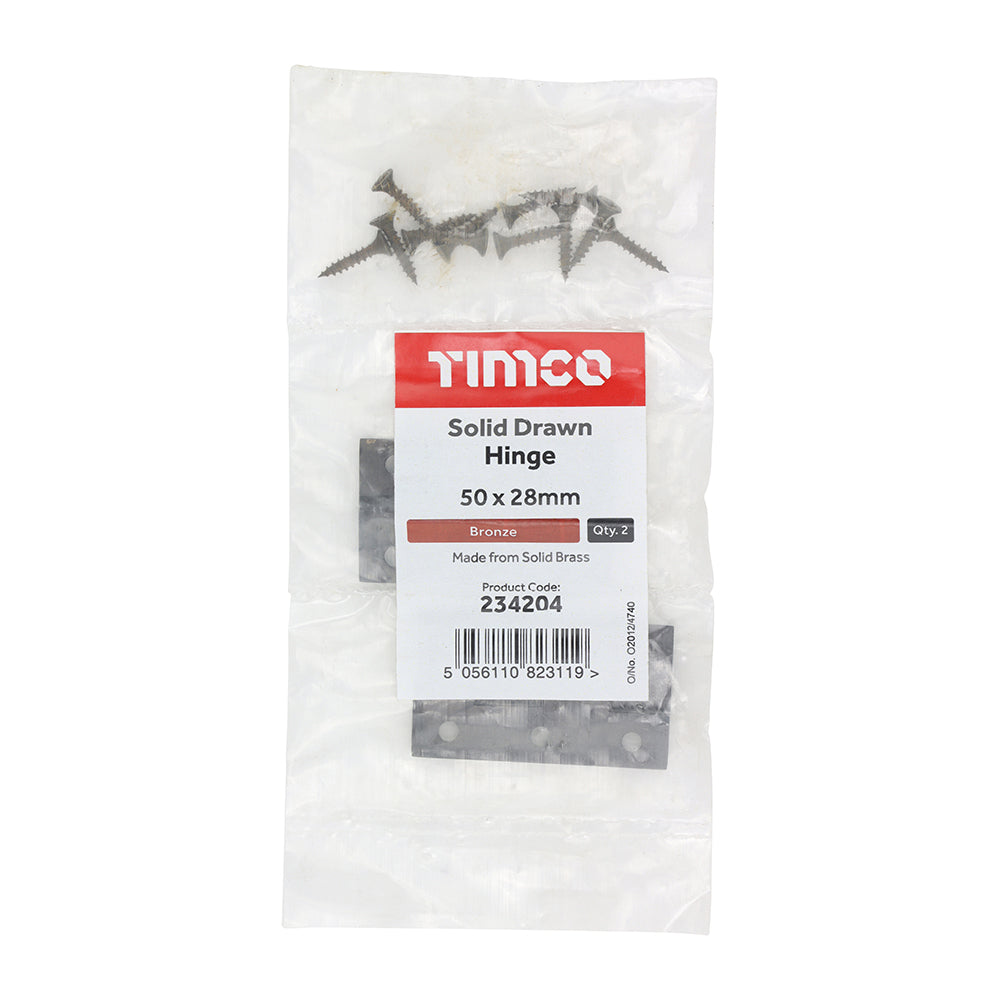 TIMCO
Solid Drawn
Hinge
50 x 28mm
Bronze
Qty. 2
Made from Solid Brass
Product Code:
234204
5 056110 823119 >
O/No. O2012/4740